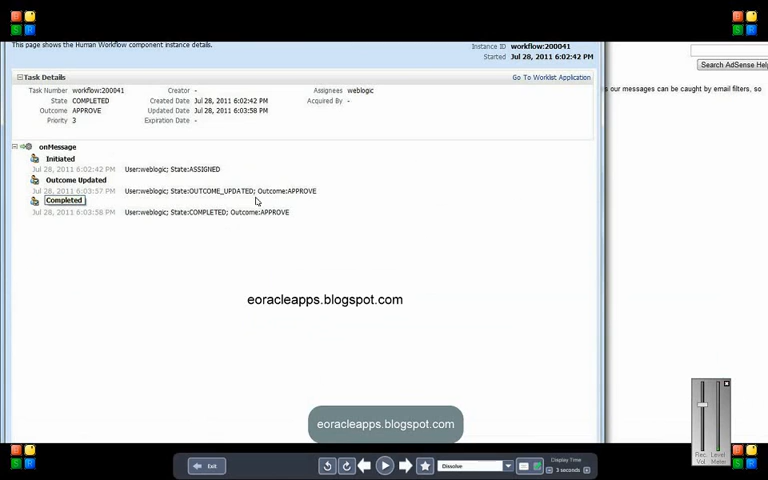 This page shows the Human Workflow component instance details.
Instance ID workflow:200041
Started Jul 28, 2011 6:02:42 PM
Task Details
Go To Worklist Application
Task Number workflow:200041 Creator - Assignees weblogic
State COMPLETED Created Date Jul 28, 2011 6:02:42 PM Acquired By -
Outcome APPROVE Updated Date Jul 28, 2011 6:03:58 PM
Priority 3 Expiration Date -
Search AdSense Help
s our messages can be caught by email filters, so
onMessage
Initiated
Jul 28, 2011 6:02:42 PM User:weblogic; State:ASSIGNED
Outcome Updated
Jul 28, 2011 6:03:57 PM User:weblogic; State:OUTCOME_UPDATED; Outcome:APPROVE
Completed
Jul 28, 2011 6:03:58 PM User:weblogic; State:COMPLETED; Outcome:APPROVE
eoracleapps.blogspot.com
eoracleapps.blogspot.com
Rec. Vol Level Meter
Exit
Dissolve
Display Time
3 seconds